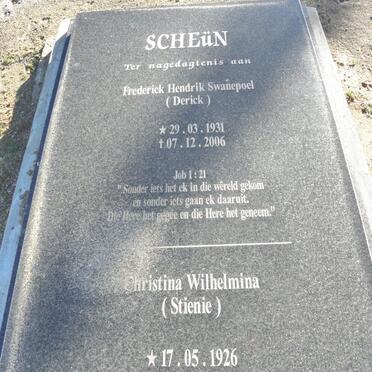 SCHEüN
Ter nagedagtenis aan
Frederick Hendrik Swanepoel
( Derick )
★ 29 . 03 . 1931
† 07 . 12 . 2006
Job 1 : 21
"Sonder iets het ek in die wêreld gekom
en sonder iets gaan ek daaruit.
Die Here het gegee en die Here het geneem."
Christina Wilhelmina
( Stienie )
★ 17 . 05 . 1926